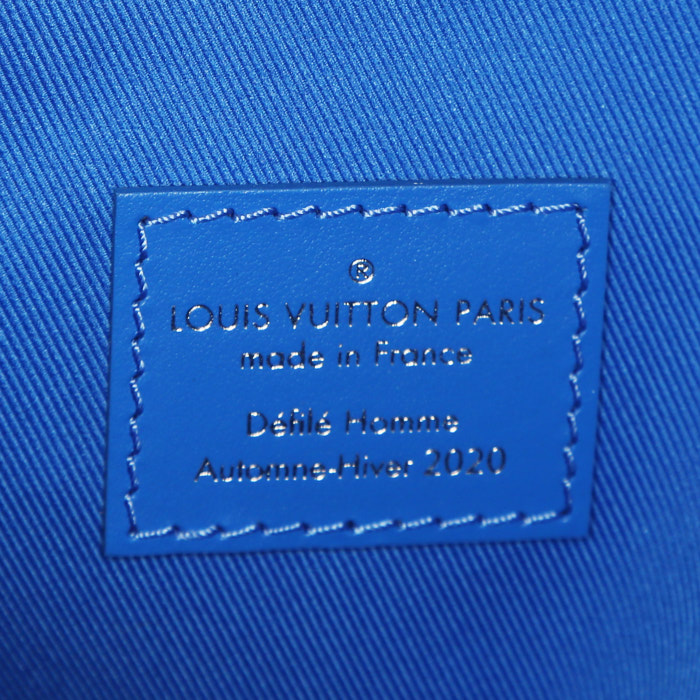 ®
LOUIS VUITTON PARIS
made in France
Défilé Homme
Automne-Hiver 2020